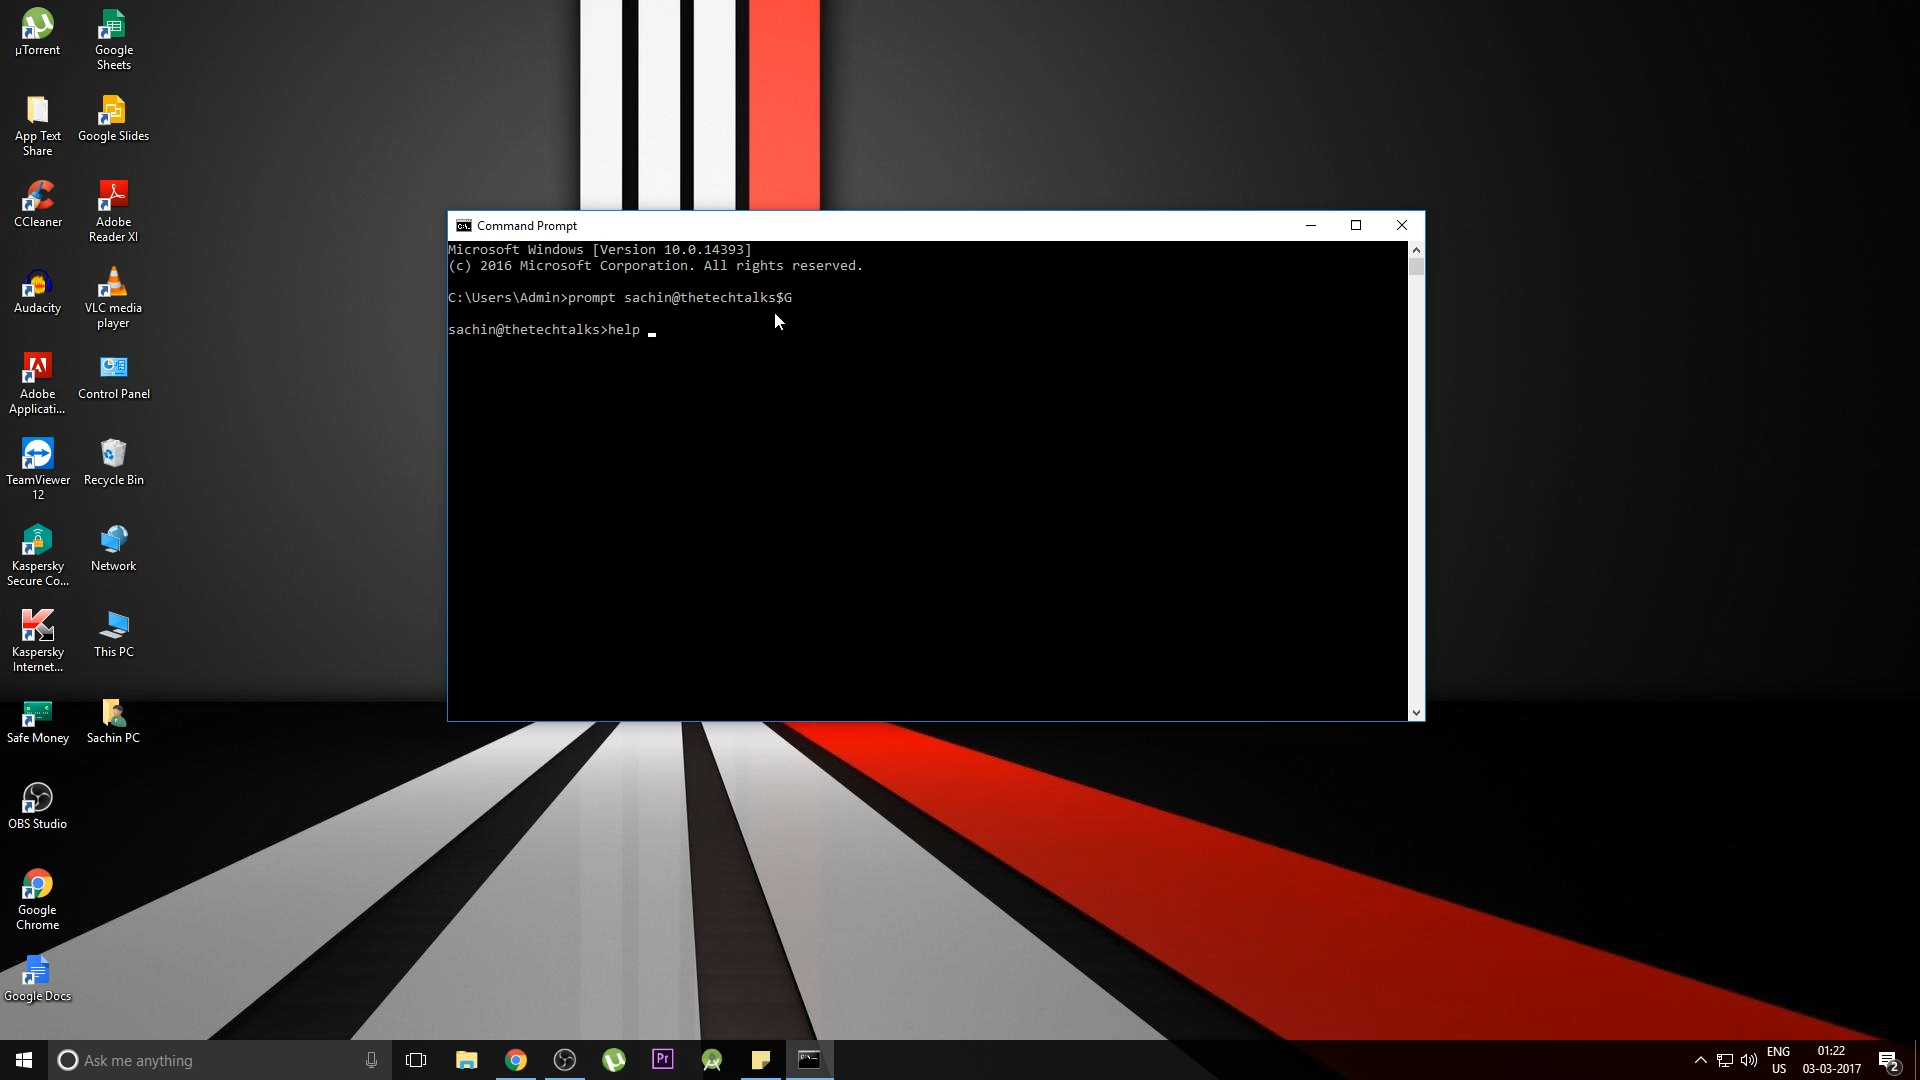 µTorrent
Google
Sheets
App Text
Share
Google Slides
CCleaner
Adobe
Reader XI
Audacity
VLC media
player
Adobe
Applicati...
Control Panel
TeamViewer
12
Recycle Bin
Kaspersky
Secure Co...
Network
Kaspersky
Internet...
This PC
Safe Money
Sachin PC
OBS Studio
Google
Chrome
Google Docs
Command Prompt
Microsoft Windows [Version 10.0.14393]
(c) 2016 Microsoft Corporation. All rights reserved.
C:\Users\Admin>prompt sachin@thetechtalks$G
sachin@thetechtalks>help
Ask me anything
Pr
ENG
US
01:22
03-03-2017
2